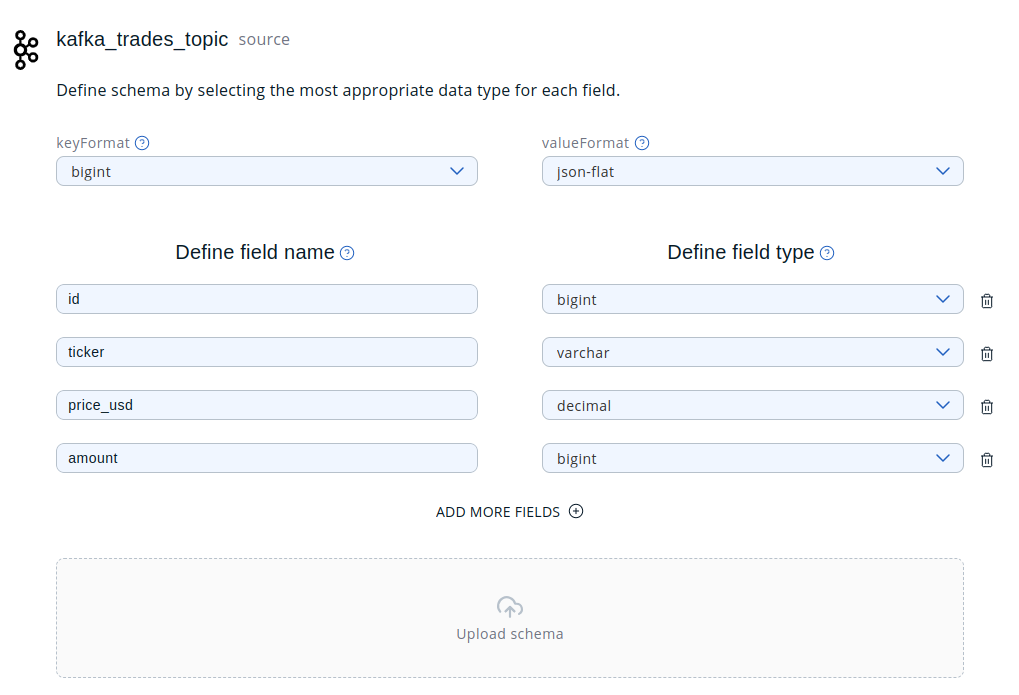 kafka_trades_topic source
Define schema by selecting the most appropriate data type for each field.
keyFormat ? valueFormat ?
bigint json-flat
Define field name ? Define field type ?
id bigint
ticker varchar
price_usd decimal
amount bigint
ADD MORE FIELDS
Upload schema